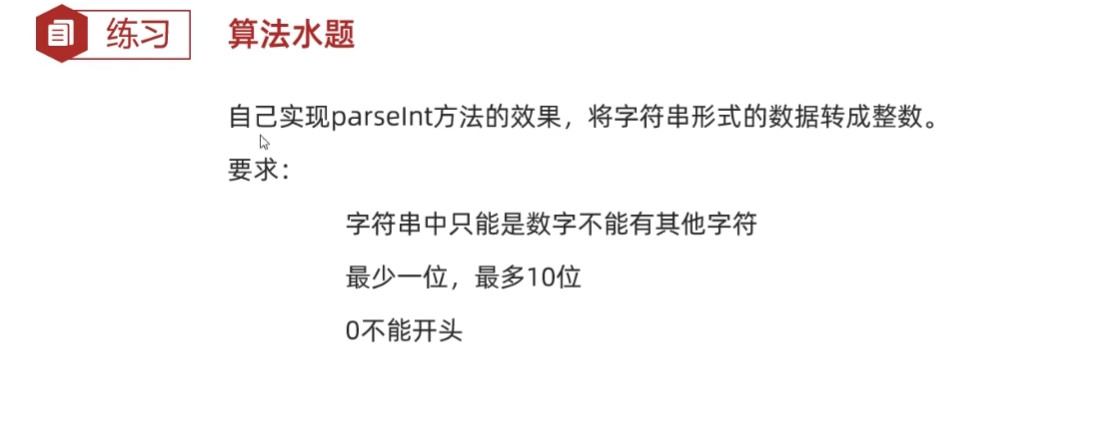 练习
算法水题
自己实现parseInt方法的效果，将字符串形式的数据转成整数。
要求：
字符串中只能是数字不能有其他字符
最少一位，最多10位
0不能开头